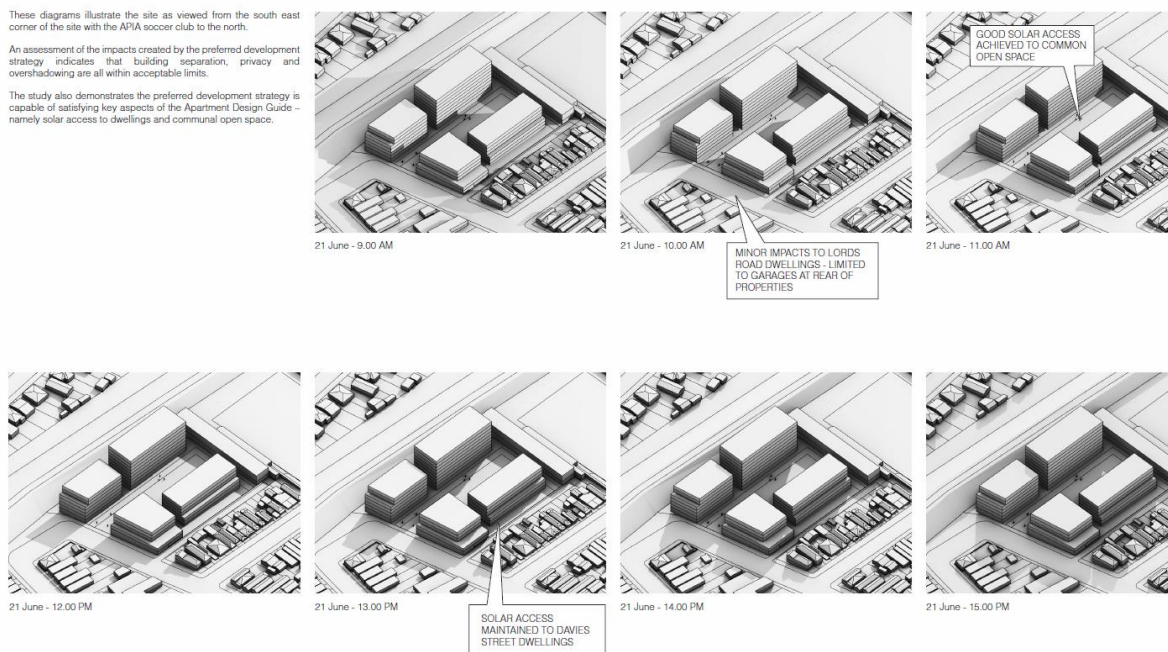 These diagrams illustrate the site as viewed from the south east
corner of the site with the APIA soccer club to the north.
An assessment of the impacts created by the preferred development
strategy indicates that building separation, privacy and
overshadowing are all within acceptable limits.
The study also demonstrates the preferred development strategy is
capable of satisfying key aspects of the Apartment Design Guide –
namely solar access to dwellings and communal open space.
GOOD SOLAR ACCESS
ACHIEVED TO COMMON
OPEN SPACE
21 June - 9.00 AM
21 June - 10.00 AM
21 June - 11.00 AM
MINOR IMPACTS TO LORDS
ROAD DWELLINGS - LIMITED
TO GARAGES AT REAR OF
PROPERTIES
21 June - 12.00 PM
21 June - 13.00 PM
21 June - 14.00 PM
21 June - 15.00 PM
SOLAR ACCESS
MAINTAINED TO DAVIES
STREET DWELLINGS